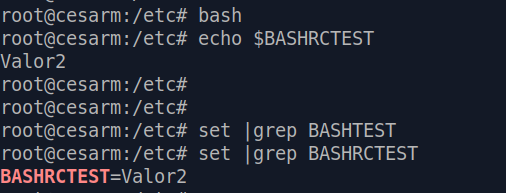 root@cesarm:/etc# bash
root@cesarm:/etc# echo $BASHRCTEST
Valor2
root@cesarm:/etc#
root@cesarm:/etc#
root@cesarm:/etc# set |grep BASHTEST
root@cesarm:/etc# set |grep BASHRCTEST
BASHRCTEST=Valor2